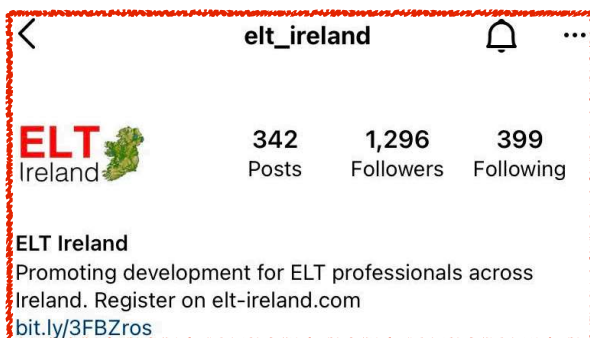 elt_ireland
ELT
Ireland
342 1,296 399
Posts Followers Following
ELT Ireland
Promoting development for ELT professionals across
Ireland. Register on elt-ireland.com
bit.ly/3FBZros